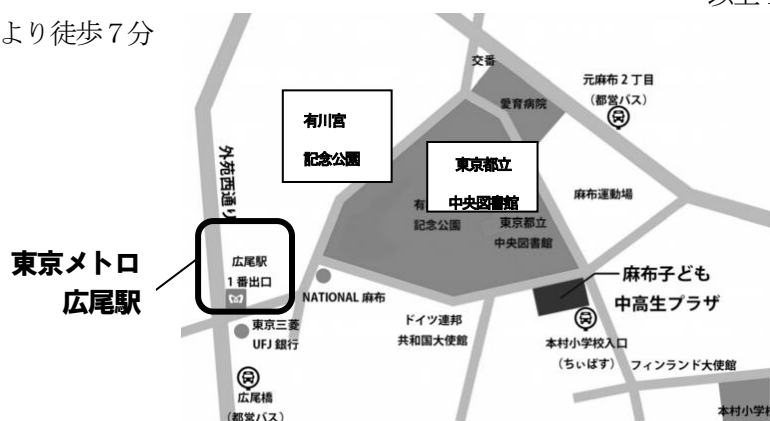 より徒歩７分
交番
元麻布２丁目
（都営バス）
愛育病院
有川宮
記念公園
東京都立
中央図書館
外苑西通り
麻布運動場
有
記念公園
東京都立
中央図書館
東京メトロ
広尾駅
広尾駅
１番出口
NATIONAL 麻布
麻布子ども
中高生プラザ
東京三菱
UFJ 銀行
ドイツ連邦
共和国大使館
本村小学校入口
（ちぃばす）
フィンランド大使館
広尾橋
（都営バス）
本村小学校